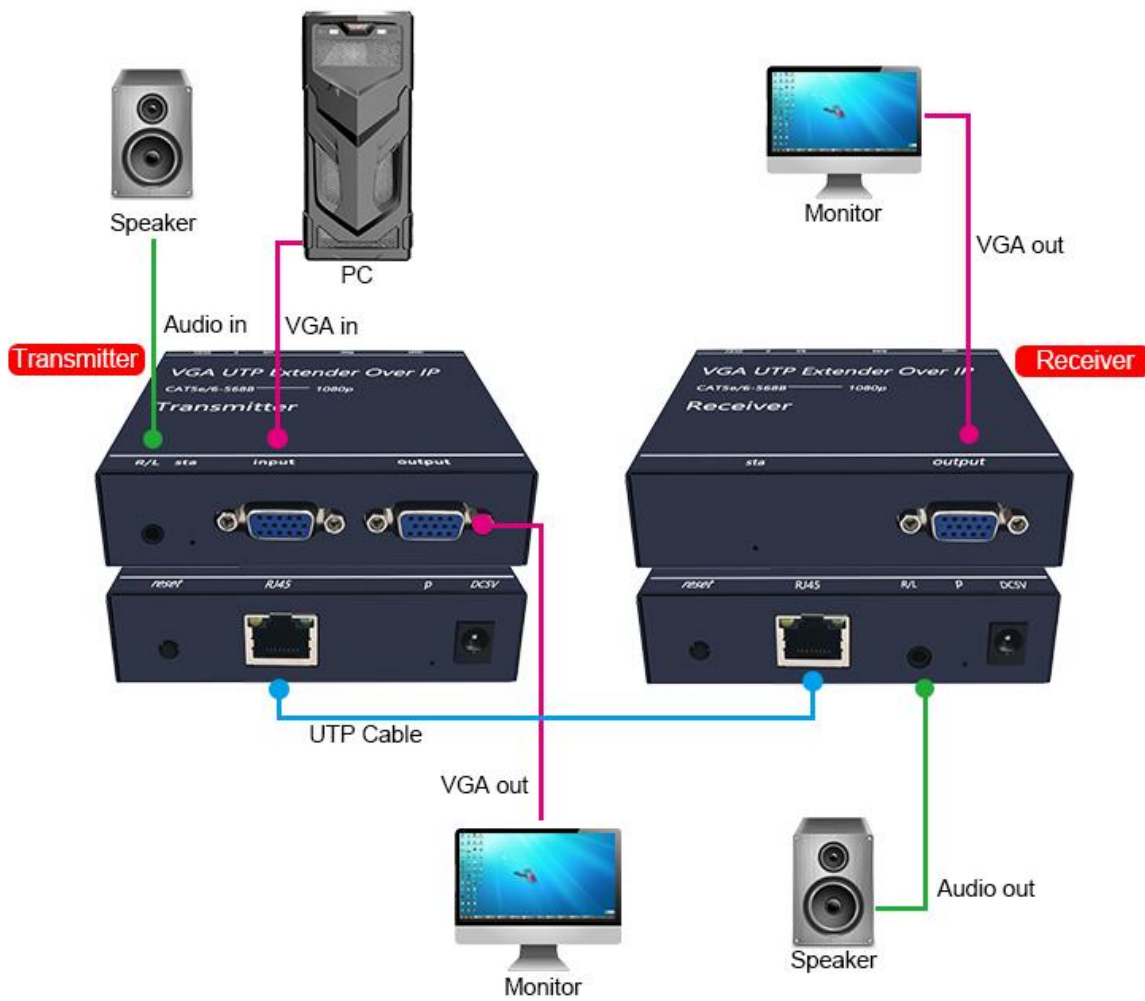 Speaker
PC
Monitor
VGA out
Audio in
VGA in
Transmitter
Receiver
VGA UTP Extender Over IP
CAT5e/6-568B 1080p
Transmitter
R/L sta input output
VGA UTP Extender Over IP
CAT5e/6-568B 1080p
Receiver
sta output
reset RJ45 P DC5V
reset RJ45 R/L P DC5V
UTP Cable
VGA out
Audio out
Monitor
Speaker